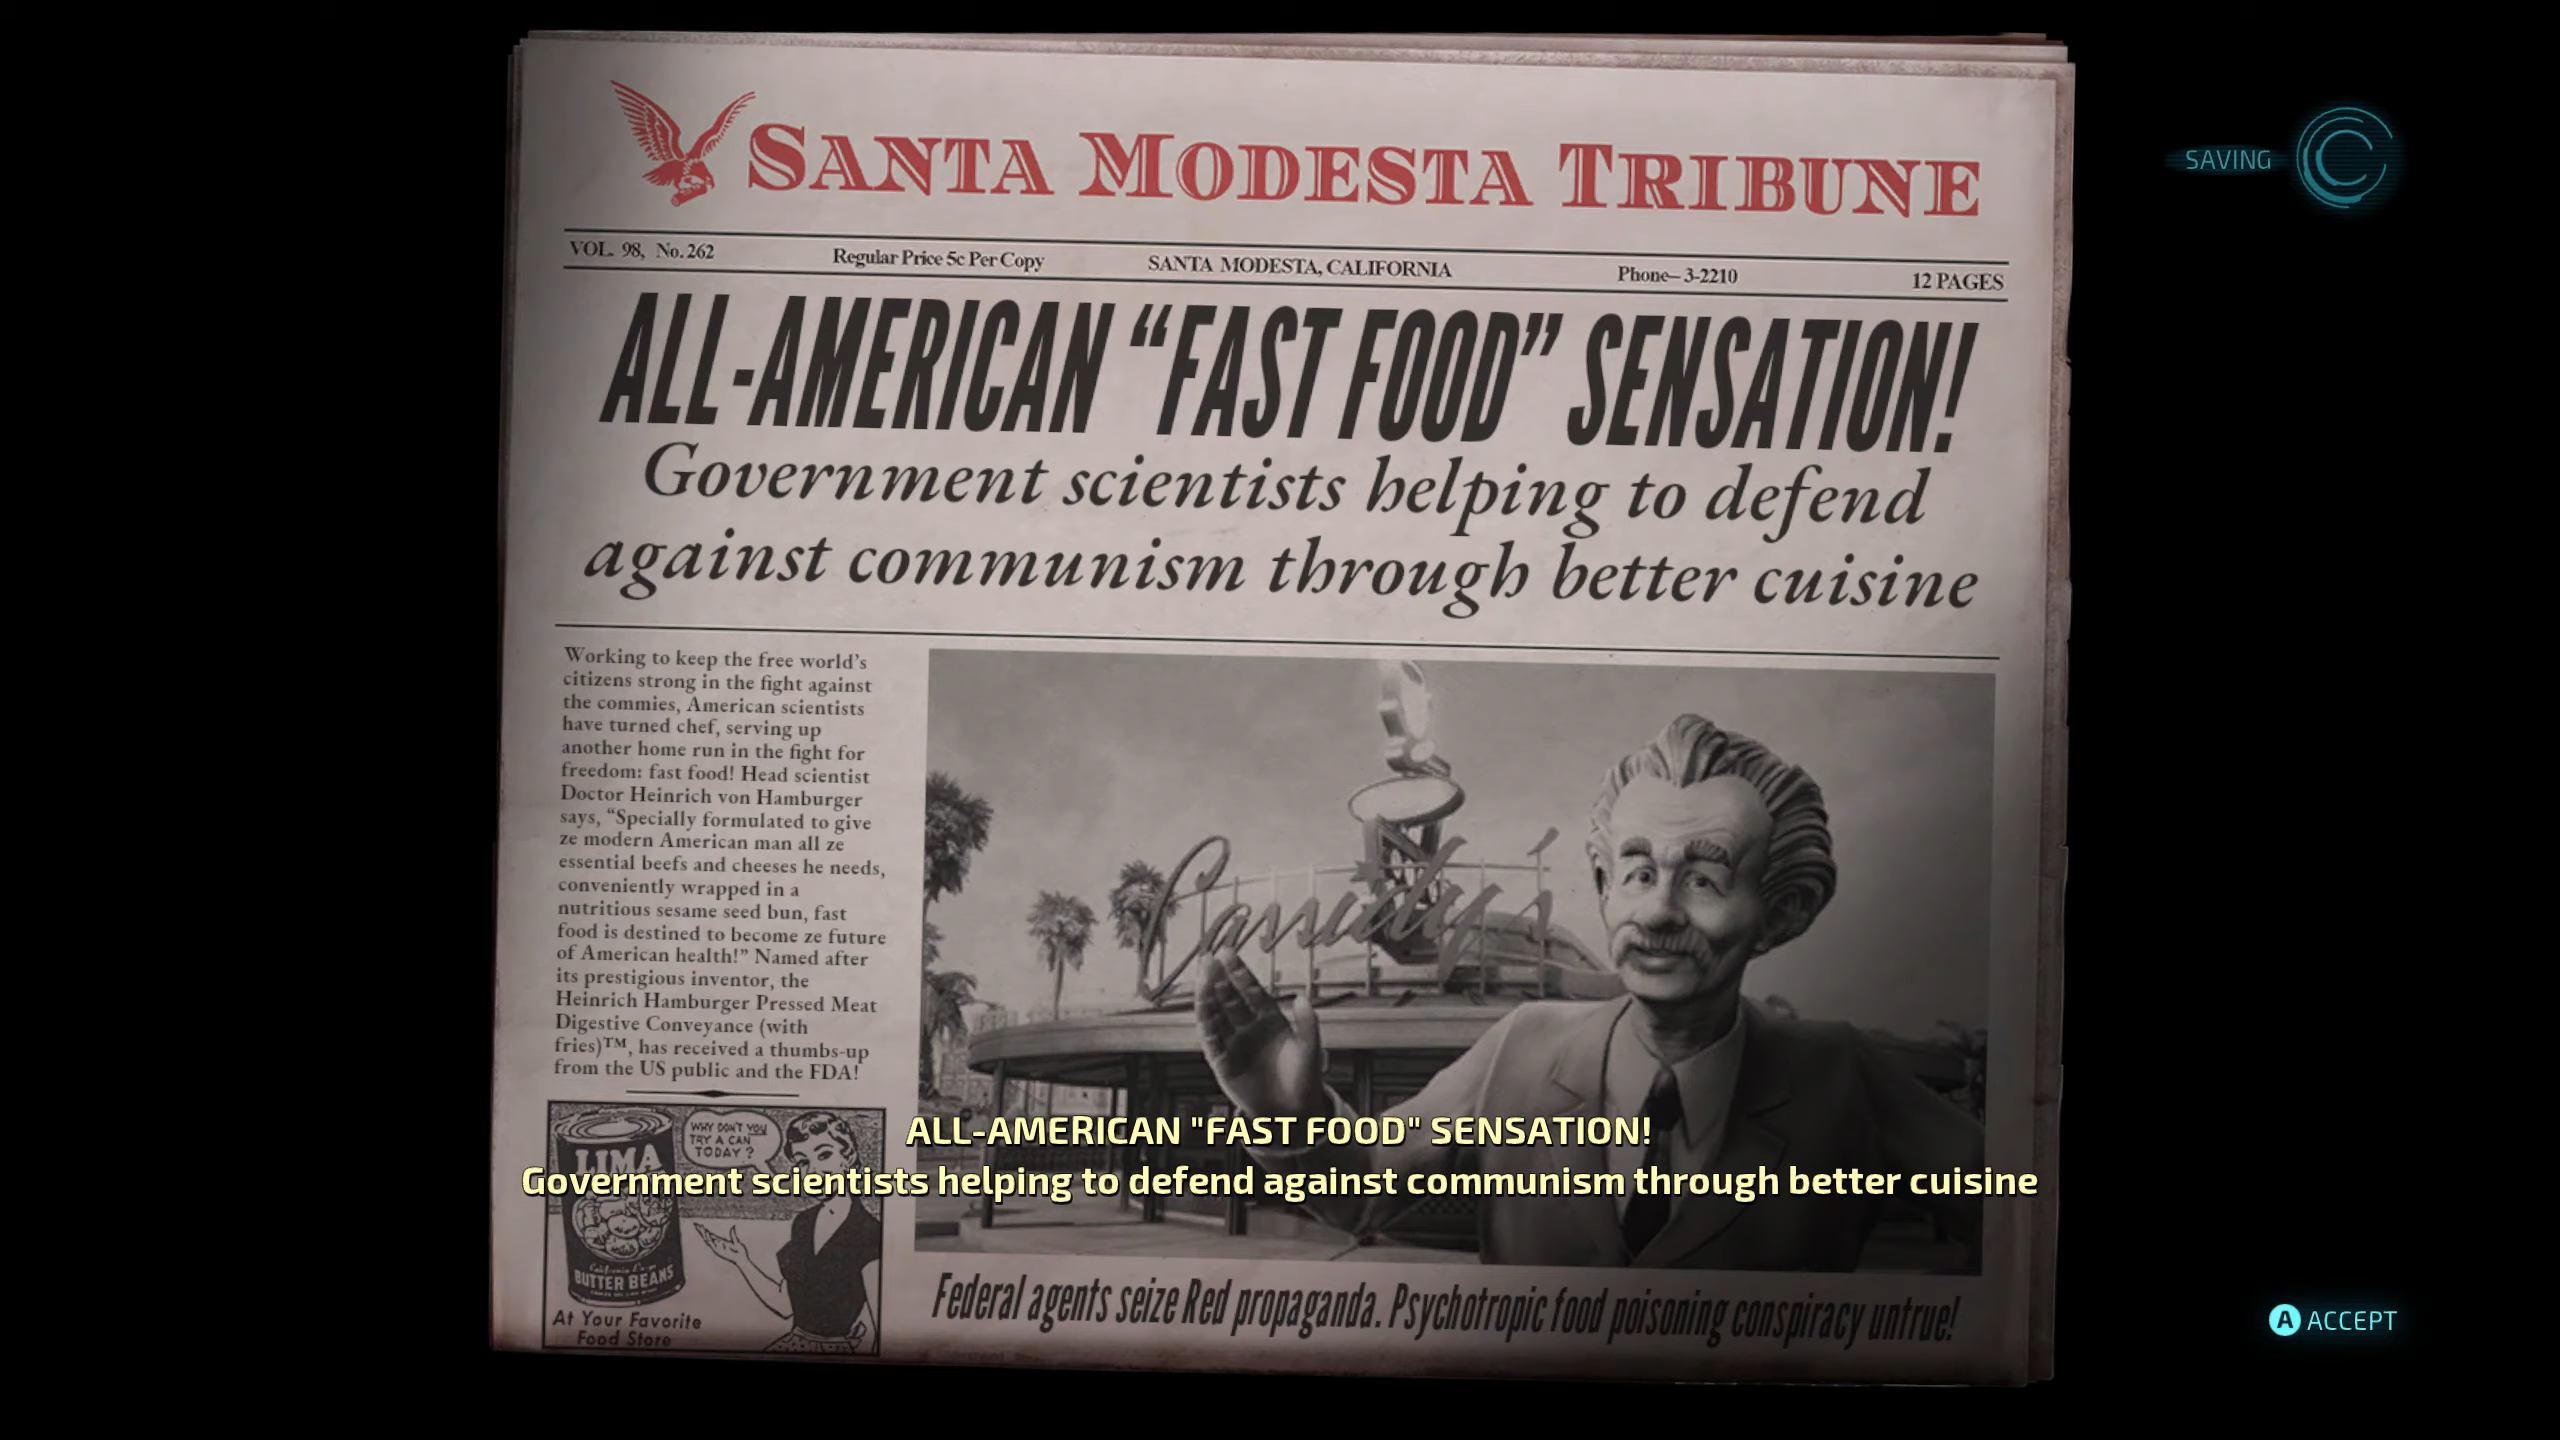 SANTA MODESTA TRIBUNE
SAVING
VOL. 98, No. 262
Regular Price 5c Per Copy
SANTA MODESTA, CALIFORNIA
Phone—3-2210
12 PAGES
ALL-AMERICAN “FAST FOOD” SENSATION!
Government scientists helping to defend
against communism through better cuisine
Working to keep the free world’s
citizens strong in the fight against
the commies, American scientists
have turned chef, serving up
another home run in the fight for
freedom: fast food! Head scientist
Doctor Heinrich von Hamburger
says, “Specially formulated to give
ze modern American man all ze
essential beefs and cheeses he needs,
conveniently wrapped in a
nutritious sesame seed bun, fast
food is destined to become ze future
of American health!” Named after
its prestigious inventor, the
Heinrich Hamburger Pressed Meat
Digestive Conveyance (with
fries)™, has received a thumbs-up
from the US public and the FDA!
Cassidy's
WHY DON'T YOU
TRY A CAN
TODAY?
LIMA
BUTTER BEANS
At Your Favorite
Food Store
ALL-AMERICAN "FAST FOOD" SENSATION!
Government scientists helping to defend against communism through better cuisine
Federal agents seize Red propaganda. Psychotropic food poisoning conspiracy untrue!
A ACCEPT